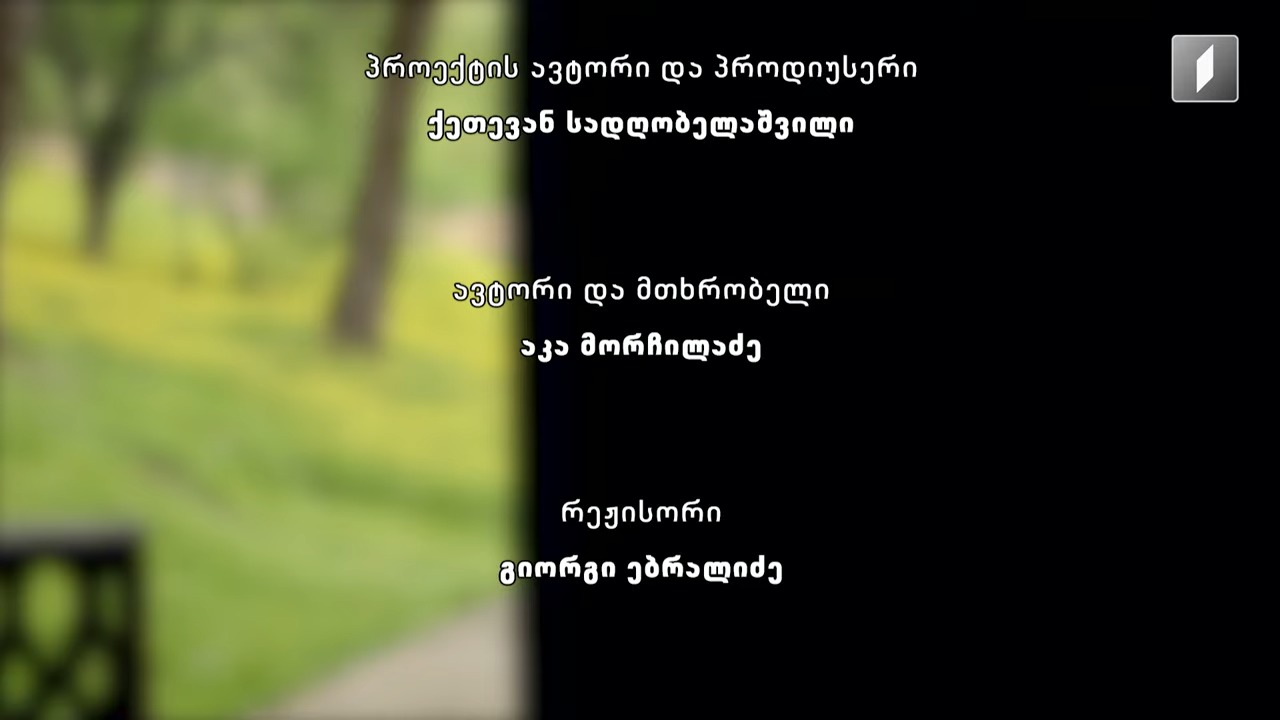 პროექტის ავტორი და პროდიუსერი
ქეთევან სადღობელაშვილი
ავტორი და მთხრობელი
აკა მორჩილაძე
რეჟისორი
გიორგი ებრალიძე